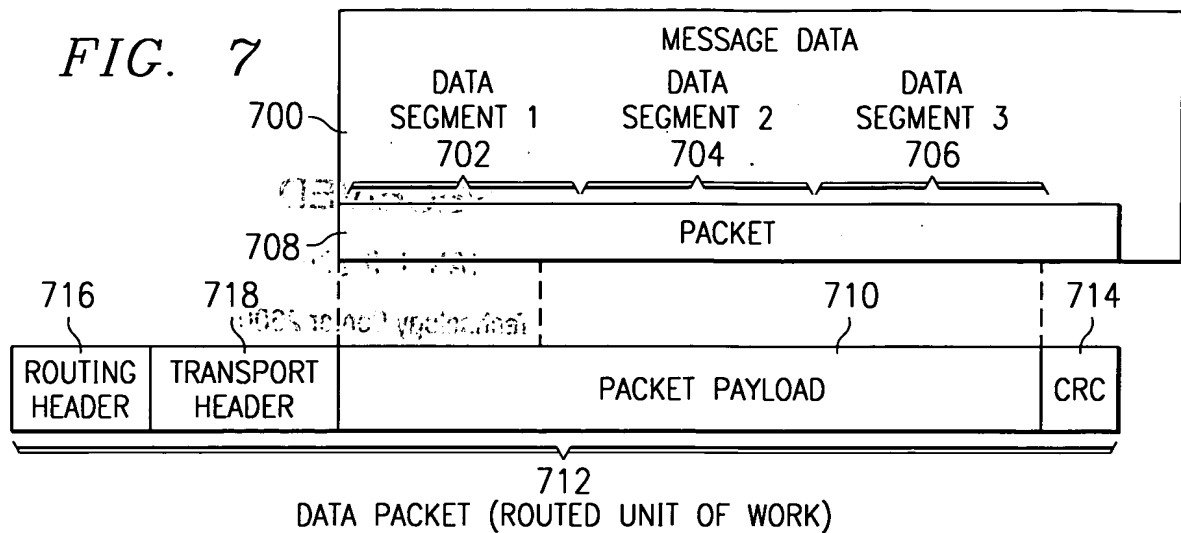 FIG. 7
MESSAGE DATA
DATA SEGMENT 1
702
DATA SEGMENT 2
704
DATA SEGMENT 3
706
700
708
PACKET
716
718
710
714
ROUTING HEADER
TRANSPORT HEADER
PACKET PAYLOAD
CRC
712
DATA PACKET (ROUTED UNIT OF WORK)